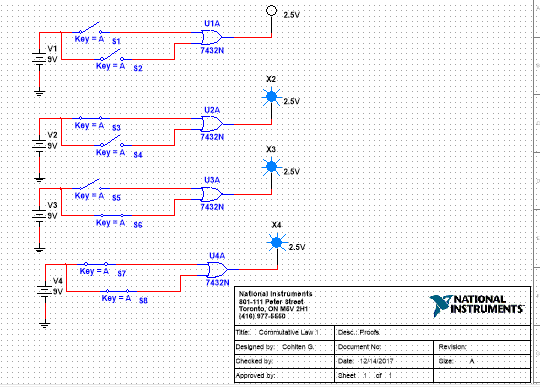 2.5V
U1A
Key = A S1
V1
9V
Key = A S2
7432N
X2
2.5V
U2A
Key = A S3
V2
9V
Key = A S4
7432N
X3
2.5V
U3A
Key = A S5
V3
9V
Key = A S6
7432N
X4
2.5V
U4A
Key = A S7
V4
9V
Key = A S8
7432N
National Instruments
801-111 Peter Street
Toronto, ON M5V 2H1
(416) 977-5550
NATIONAL
INSTRUMENTS
Title: Commutative Law 1 Desc.: Proofs
Designed by: Cohlten G. Document No: Revision:
Checked by: Date: 12/14/2017 Size: A
Approved by: Sheet 1 of 1